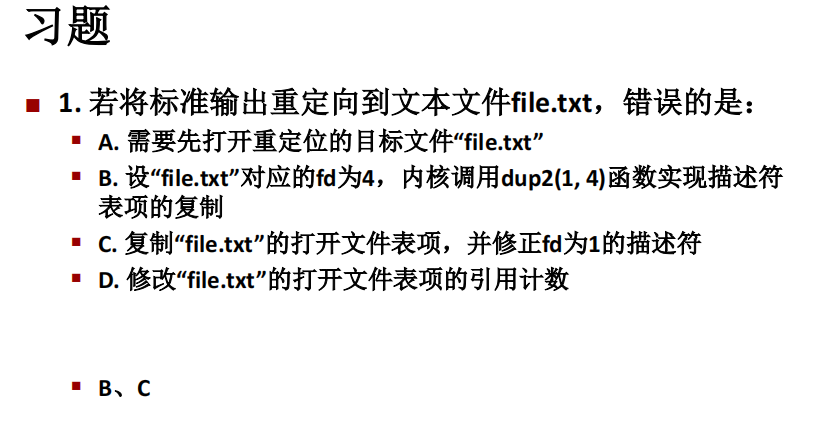 习题
1. 若将标准输出重定向到文本文件file.txt，错误的是：
A. 需要先打开重定位的目标文件“file.txt”
B. 设“file.txt”对应的fd为4，内核调用dup2(1, 4)函数实现描述符
表项的复制
C. 复制“file.txt”的打开文件表项，并修正fd为1的描述符
D. 修改“file.txt”的打开文件表项的引用计数
B、C